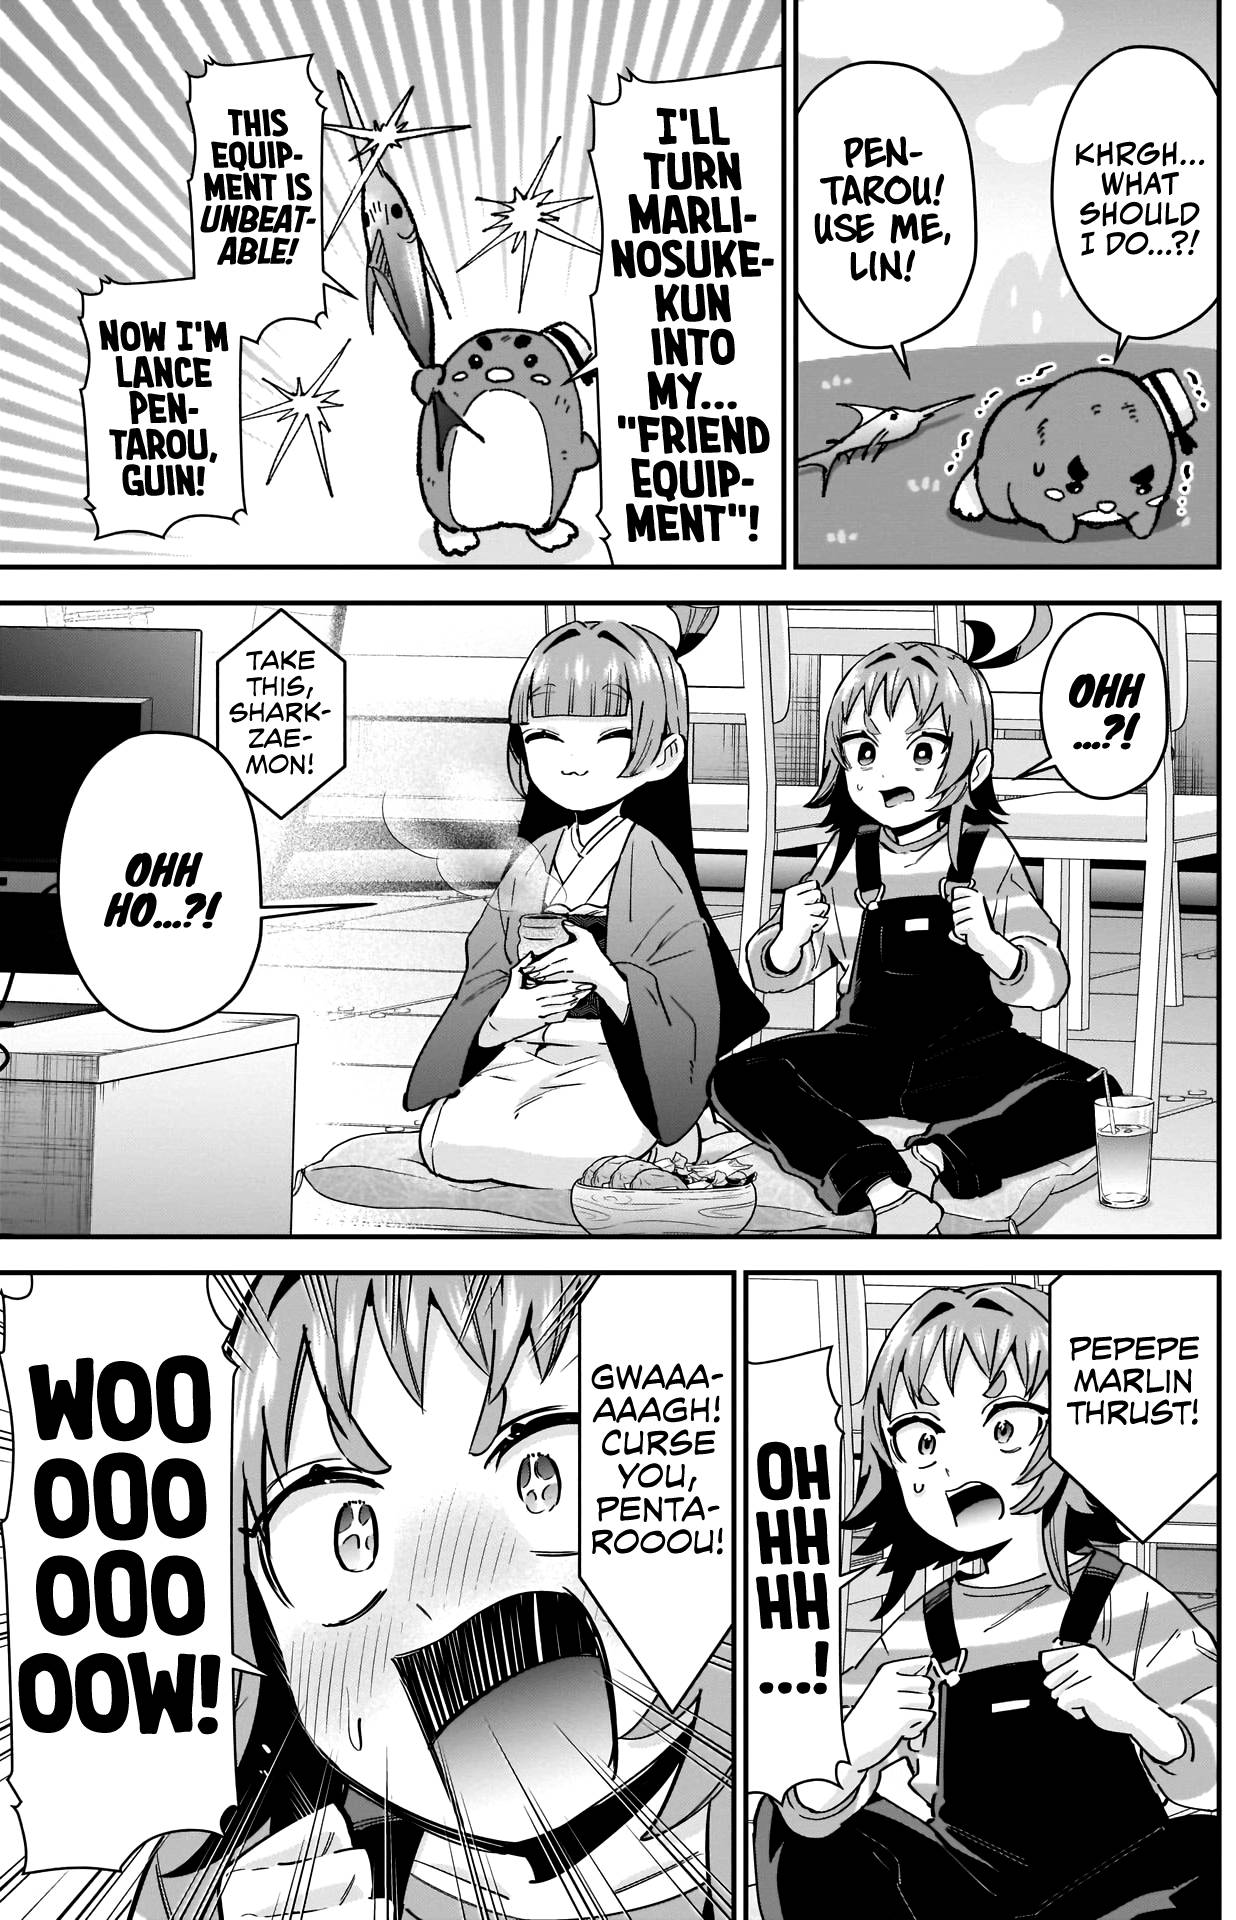 KHRGH...
WHAT
SHOULD
I DO...?!
PEN-
TAROU!
USE ME,
LIN!
I'LL
TURN
MARLI-
NOSUKE-
KUN
INTO
MY...
"FRIEND
EQUIP-
MENT"!
THIS
EQUIP-
MENT IS
UNBEAT-
ABLE!
NOW I'M
LANCE
PEN-
TAROU,
GUIN!
OHH
...?!
TAKE
THIS,
SHARK-
ZAE-
MON!
OHH
HO...?!
PEPEPE
MARLIN
THRUST!
OH
HH
HH
...!
GWAAA-
AAAGH!
CURSE
YOU,
PENTA-
ROOOU!
WOO
OOO
OOO
OOW!